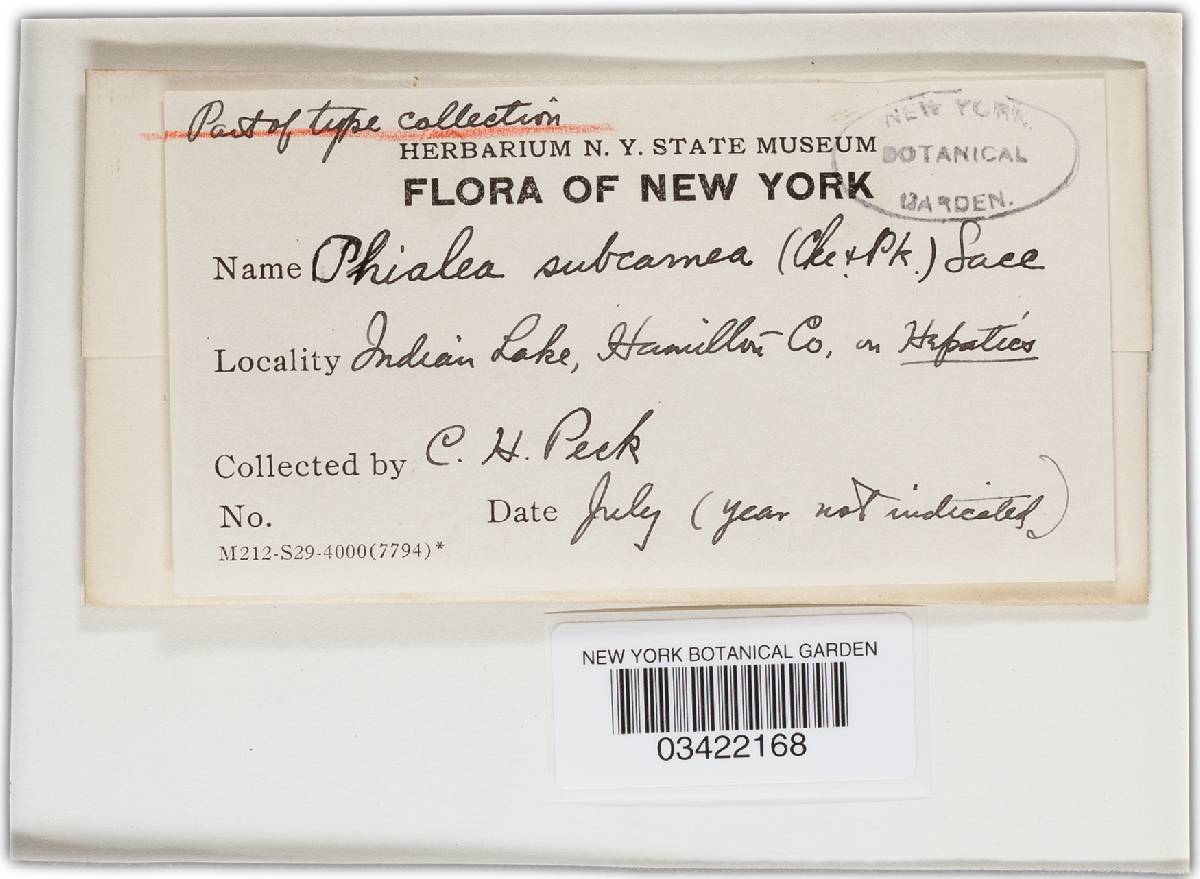 Part of type collection
HERBARIUM N. Y. STATE MUSEUM
FLORA OF NEW YORK
NEW YORK
BOTANICAL
GARDEN.
Name Phialea subcarnea (Cke & Pk.) Sacc
Locality Indian Lake, Hamilton Co, on Hepatics
Collected by C. H. Peck
No. Date July (year not indicated)
M212-S29-4000(7794)*
NEW YORK BOTANICAL GARDEN
03422168